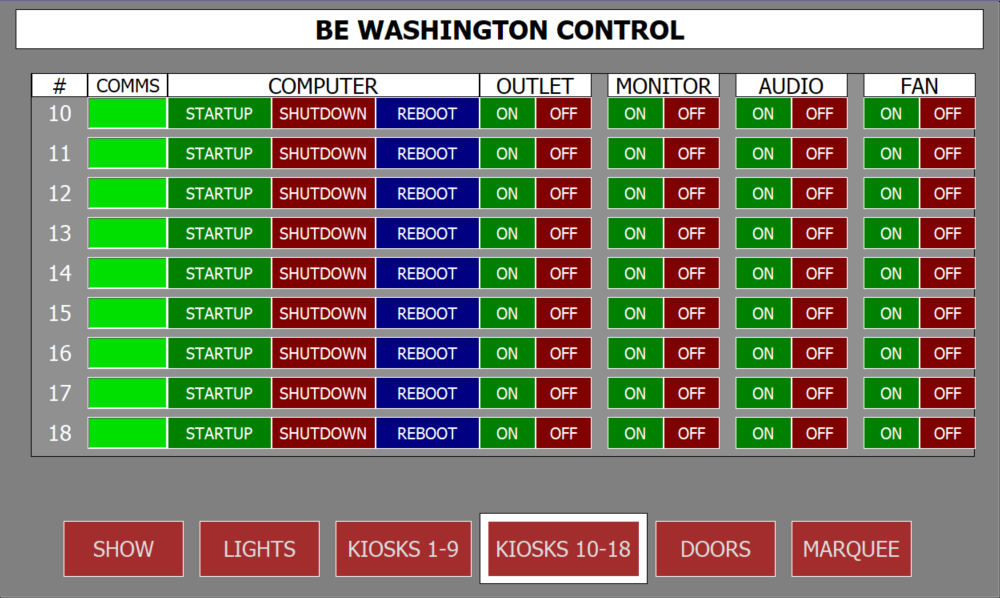 BE WASHINGTON CONTROL
# COMMS COMPUTER OUTLET MONITOR AUDIO FAN
10 STARTUP SHUTDOWN REBOOT ON OFF ON OFF ON OFF ON OFF
11 STARTUP SHUTDOWN REBOOT ON OFF ON OFF ON OFF ON OFF
12 STARTUP SHUTDOWN REBOOT ON OFF ON OFF ON OFF ON OFF
13 STARTUP SHUTDOWN REBOOT ON OFF ON OFF ON OFF ON OFF
14 STARTUP SHUTDOWN REBOOT ON OFF ON OFF ON OFF ON OFF
15 STARTUP SHUTDOWN REBOOT ON OFF ON OFF ON OFF ON OFF
16 STARTUP SHUTDOWN REBOOT ON OFF ON OFF ON OFF ON OFF
17 STARTUP SHUTDOWN REBOOT ON OFF ON OFF ON OFF ON OFF
18 STARTUP SHUTDOWN REBOOT ON OFF ON OFF ON OFF ON OFF
SHOW LIGHTS KIOSKS 1-9 KIOSKS 10-18 DOORS MARQUEE